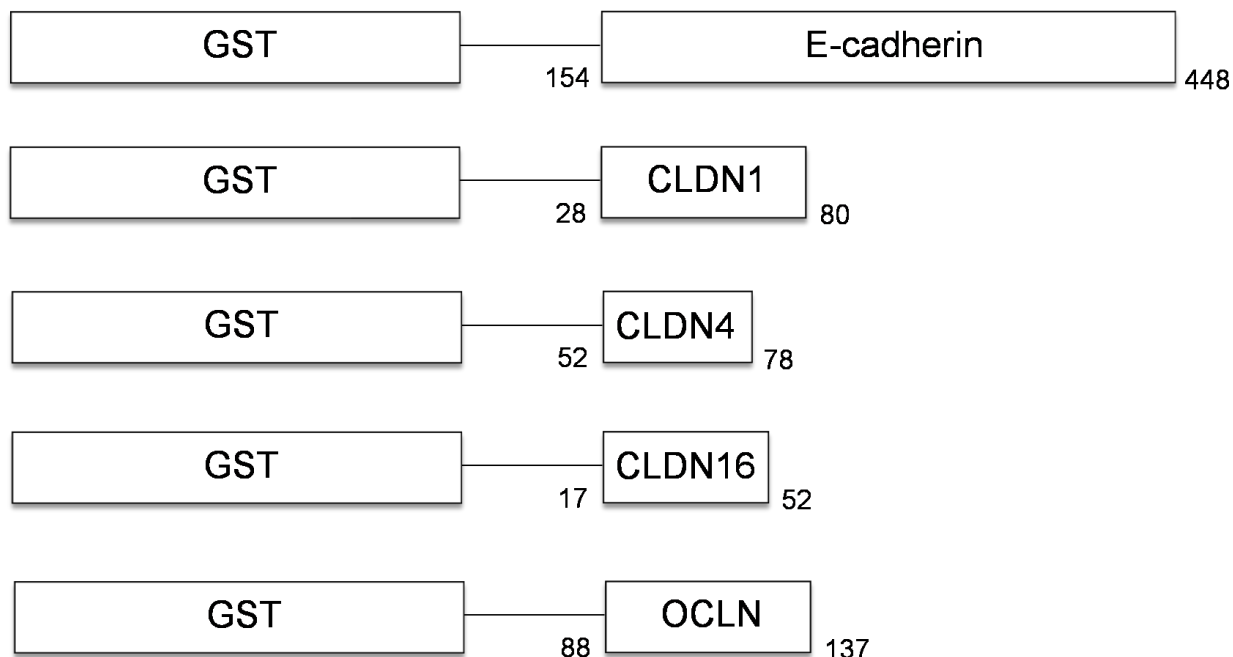 GST E-cadherin
154 448
GST CLDN1
28 80
GST CLDN4
52 78
GST CLDN16
17 52
GST OCLN
88 137